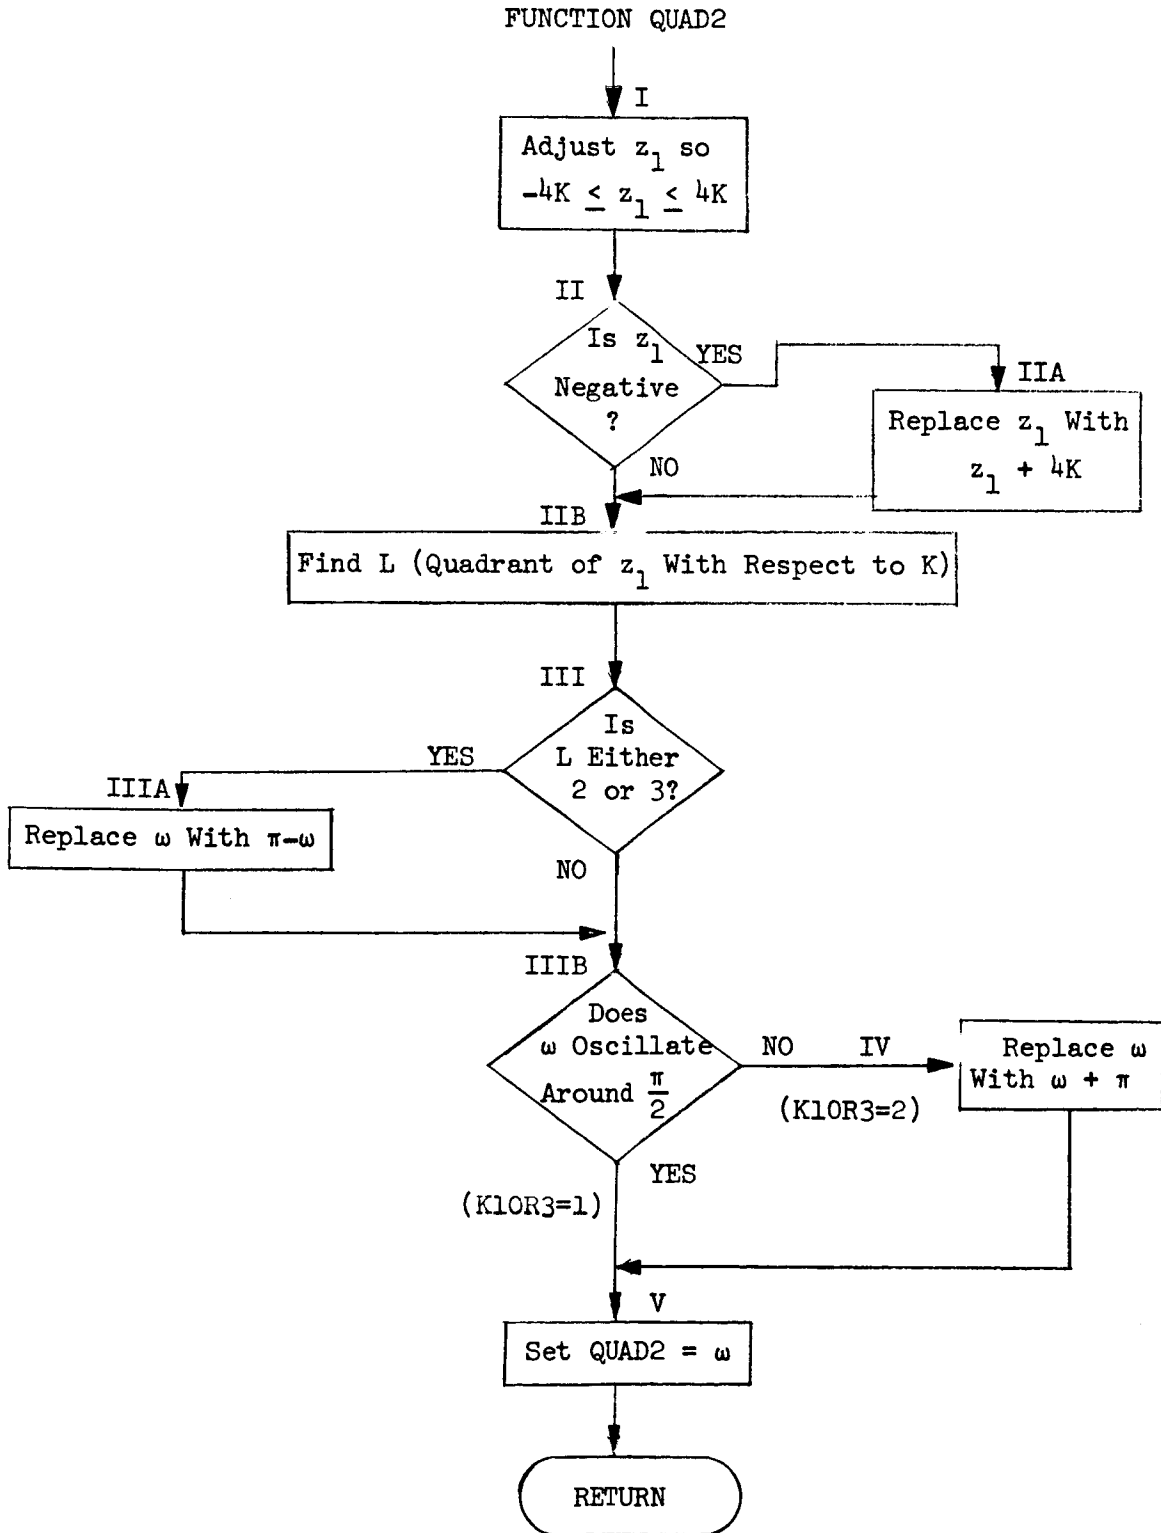 FUNCTION QUAD2
I
Adjust z₁ so
-4K ≤ z₁ ≤ 4K
II
Is z₁
Negative
?
YES
IIA
Replace z₁ With
z₁ + 4K
NO
IIB
Find L (Quadrant of z₁ With Respect to K)
III
Is
L Either
2 or 3?
YES
IIIA
Replace ω With π-ω
NO
IIIB
Does
ω Oscillate
Around π/2
NO IV
(K1OR3=2)
Replace ω
With ω + π
YES
(K1OR3=1)
V
Set QUAD2 = ω
RETURN